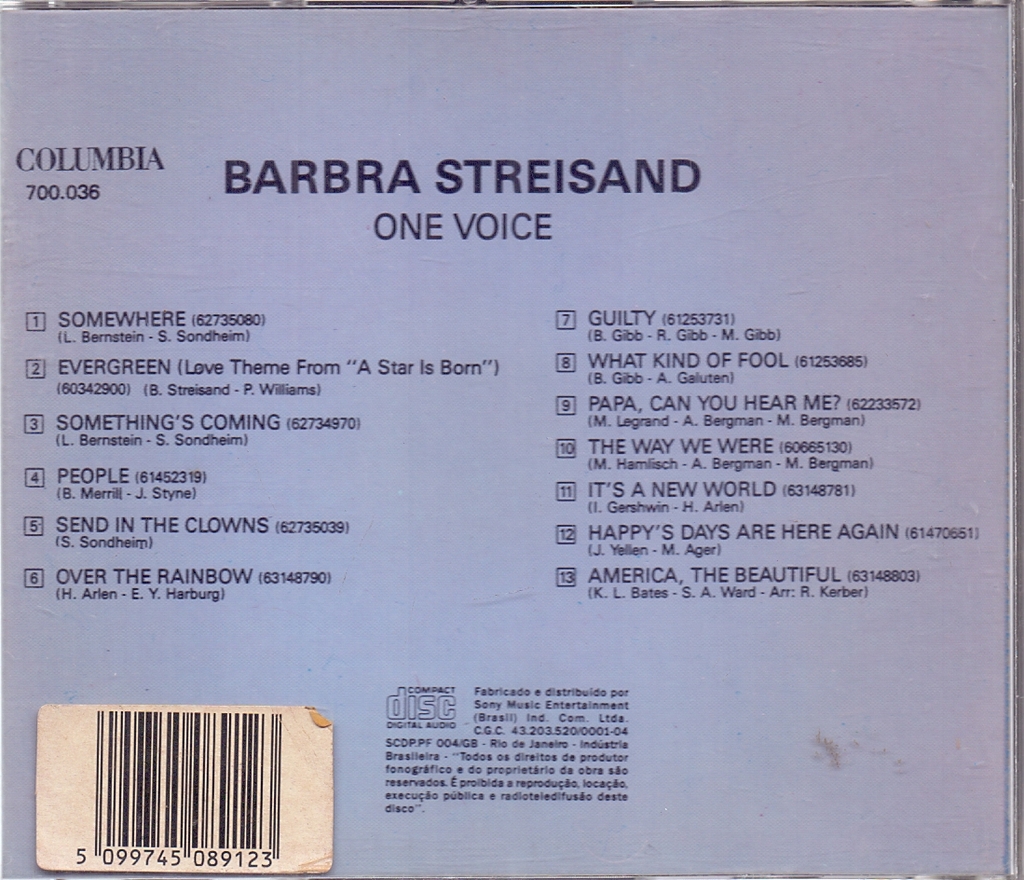 COLUMBIA
700.036
BARBRA STREISAND
ONE VOICE
1 SOMEWHERE (62735080)
(L. Bernstein - S. Sondheim)
2 EVERGREEN (Love Theme From "A Star Is Born")
(60342900) (B. Streisand - P. Williams)
3 SOMETHING'S COMING (62734970)
(L. Bernstein - S. Sondheim)
4 PEOPLE (61452319)
(B. Merrill - J. Styne)
5 SEND IN THE CLOWNS (62735039)
(S. Sondheim)
6 OVER THE RAINBOW (63148790)
(H. Arlen - E. Y. Harburg)
7 GUILTY (61253731)
(B. Gibb - R. Gibb - M. Gibb)
8 WHAT KIND OF FOOL (61253685)
(B. Gibb - A. Galuten)
9 PAPA, CAN YOU HEAR ME? (62233572)
(M. Legrand - A. Bergman - M. Bergman)
10 THE WAY WE WERE (60665130)
(M. Hamlisch - A. Bergman - M. Bergman)
11 IT'S A NEW WORLD (63148781)
(I. Gershwin - H. Arlen)
12 HAPPY'S DAYS ARE HERE AGAIN (61470651)
(J. Yellen - M. Ager)
13 AMERICA, THE BEAUTIFUL (63148803)
(K. L. Bates - S. A. Ward - Arr: R. Kerber)
COMPACT
disc
DIGITAL AUDIO
Fabricado e distribuído por
Sony Music Entertainment
(Brasil) Ind. Com. Ltda.
C.G.C. 43.203.520/0001-04
SCDP.PF 004/GB - Rio de Janeiro - Indústria
Brasileira - "Todos os direitos de produtor
fonográfico e do proprietário da obra são
reservados. É proibida a reprodução, locação,
execução pública e radioteledifusão deste
disco".
5 099745 089123